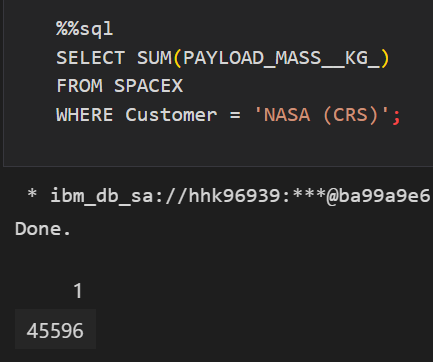 %%sql
SELECT SUM(PAYLOAD_MASS__KG_)
FROM SPACEX
WHERE Customer = 'NASA (CRS)';
* ibm_db_sa://hhk96939:***@ba99a9e6
Done.
1
45596